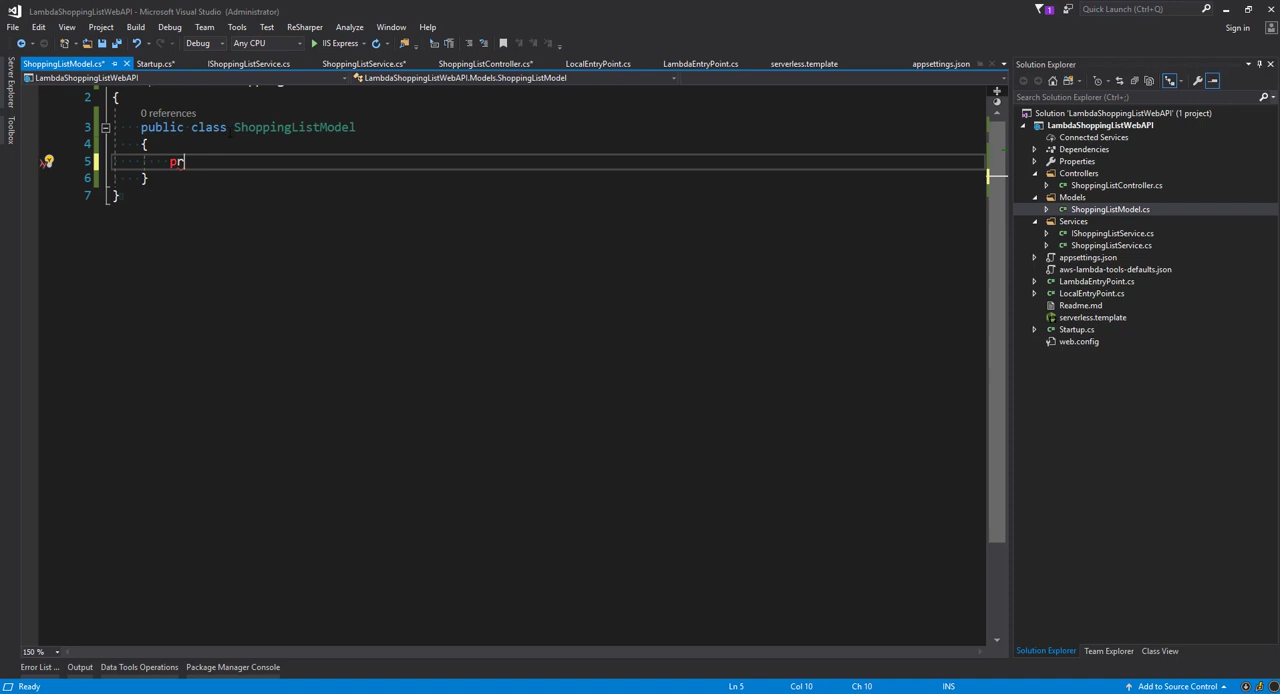 LambdaShoppingListWebAPI - Microsoft Visual Studio (Administrator)
1
Quick Launch (Ctrl+Q)
File Edit View Project Build Debug Team Tools Test ReSharper Analyze Window Help
Sign in
Debug Any CPU IIS Express
ShoppingListModel.cs* Startup.cs* IShoppingListService.cs ShoppingListService.cs* ShoppingListController.cs* LocalEntryPoint.cs LambdaEntryPoint.cs serverless.template appsettings.json
LambdaShoppingListWebAPI LambdaShoppingListWebAPI.Models.ShoppingListModel
Server Explorer
Toolbox
2 {
0 references
3 public class ShoppingListModel
4 {
5 pr
6 }
7 }
150 %
Error List ... Output Data Tools Operations Package Manager Console
Solution Explorer
Search Solution Explorer (Ctrl+;)
Solution 'LambdaShoppingListWebAPI' (1 project)
LambdaShoppingListWebAPI
Connected Services
Dependencies
Properties
Controllers
ShoppingListController.cs
Models
ShoppingListModel.cs
Services
IShoppingListService.cs
ShoppingListService.cs
appsettings.json
aws-lambda-tools-defaults.json
LambdaEntryPoint.cs
LocalEntryPoint.cs
Readme.md
serverless.template
Startup.cs
web.config
Solution Explorer Team Explorer Class View
Ready Ln 5 Col 10 Ch 10 INS Add to Source Control